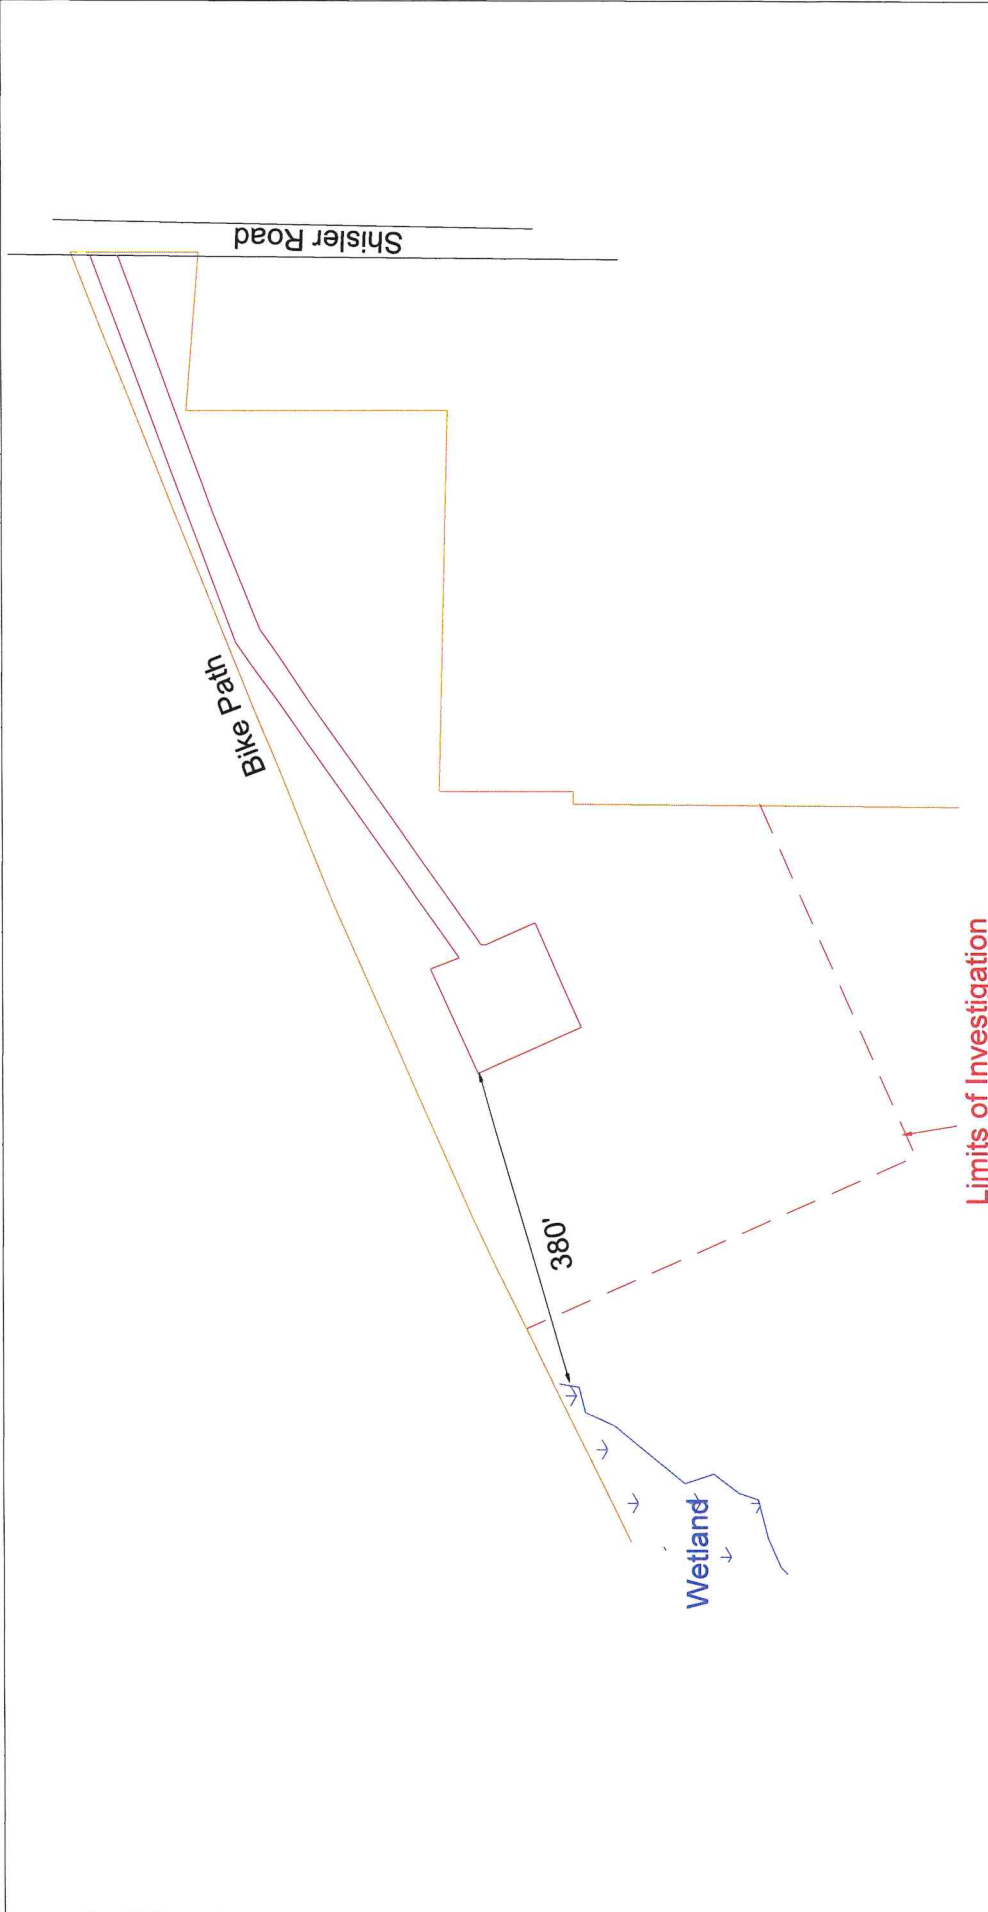 Shisler Road
Bike Path
380'
Wetland
Limits of Investigation